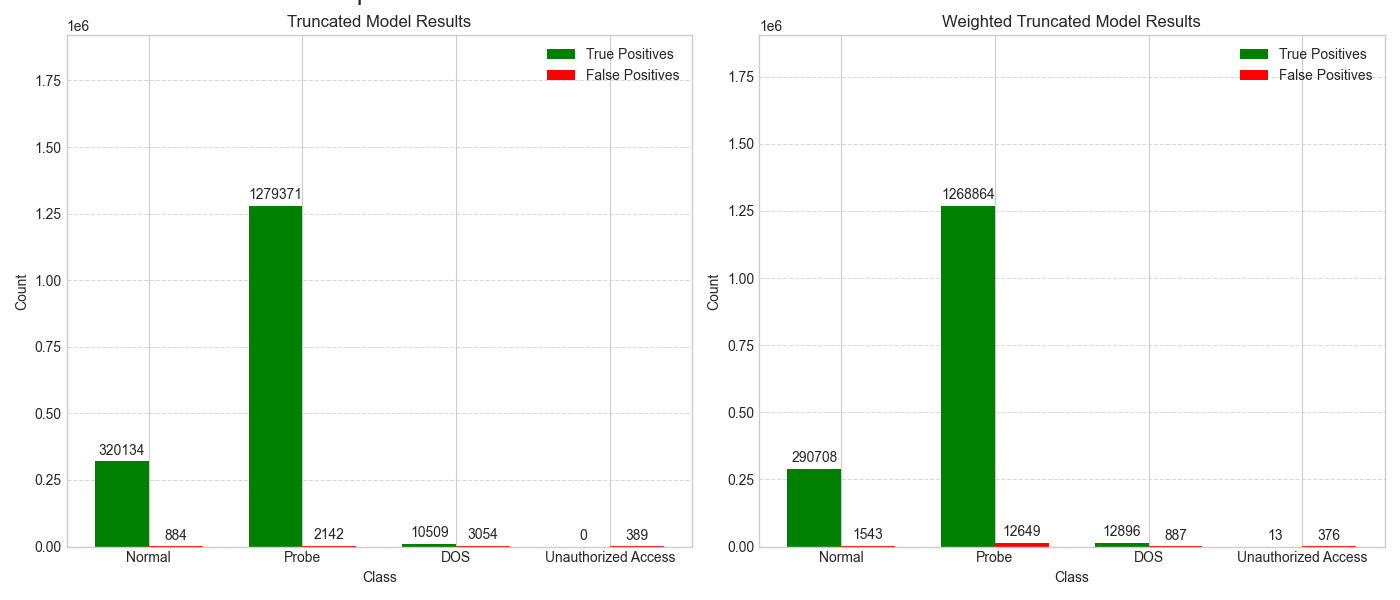 Truncated Model Results
1e6
True Positives
False Positives
1.75
1.50
1.25
1.00
0.75
0.50
0.25
0.00
Count
320134
884
1279371
2142
10509
3054
0
389
Normal
Probe
DOS
Unauthorized Access
Class
Weighted Truncated Model Results
1e6
True Positives
False Positives
1.75
1.50
1.25
1.00
0.75
0.50
0.25
0.00
Count
290708
1543
1268864
12649
12896
887
13
376
Normal
Probe
DOS
Unauthorized Access
Class